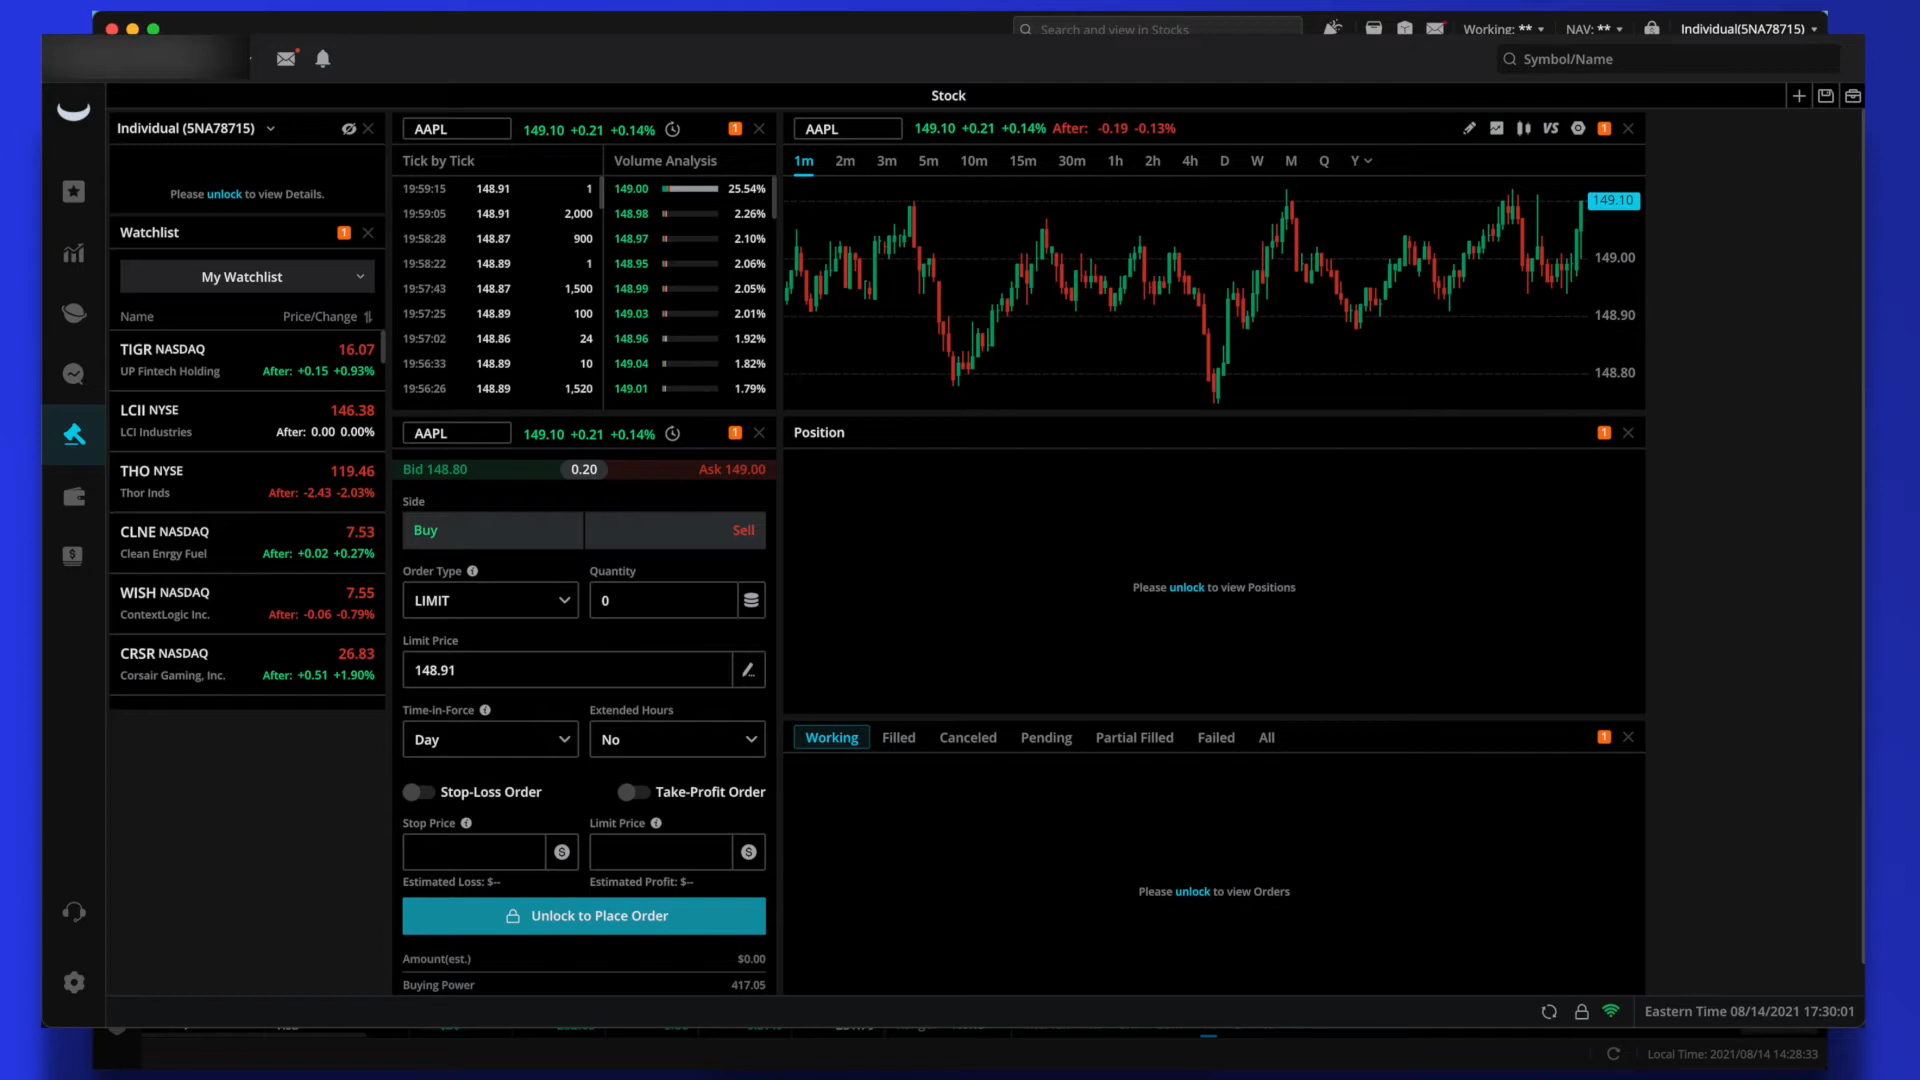 Search and view in Stocks
Working: **
NAV: **
Individual(5NA78715)
Symbol/Name
Stock
Individual (5NA78715)
Please unlock to view Details.
Watchlist
1
My Watchlist
Name Price/Change
TIGR NASDAQ 16.07
UP Fintech Holding After: +0.15 +0.93%
LCII NYSE 146.38
LCI Industries After: 0.00 0.00%
THO NYSE 119.46
Thor Inds After: -2.43 -2.03%
CLNE NASDAQ 7.53
Clean Enrgy Fuel After: +0.02 +0.27%
WISH NASDAQ 7.55
ContextLogic Inc. After: -0.06 -0.79%
CRSR NASDAQ 26.83
Corsair Gaming, Inc. After: +0.51 +1.90%
AAPL 149.10 +0.21 +0.14% 1
Tick by Tick Volume Analysis
19:59:15 148.91 1 149.00 25.54%
19:59:05 148.91 2,000 148.98 2.26%
19:58:28 148.87 900 148.97 2.10%
19:58:22 148.89 1 148.95 2.06%
19:57:43 148.87 1,500 148.99 2.05%
19:57:25 148.89 100 149.03 2.01%
19:57:02 148.86 24 148.96 1.92%
19:56:33 148.89 10 149.04 1.82%
19:56:26 148.89 1,520 149.01 1.79%
AAPL 149.10 +0.21 +0.14% 1
Bid 148.80 0.20 Ask 149.00
Side
Buy Sell
Order Type Quantity
LIMIT 0
Limit Price
148.91
Time-in-Force Extended Hours
Day No
Stop-Loss Order Take-Profit Order
Stop Price Limit Price
Estimated Loss: $-- Estimated Profit: $--
Unlock to Place Order
Amount(est.) $0.00
Buying Power 417.05
AAPL 149.10 +0.21 +0.14% After: -0.19 -0.13% VS 1
1m 2m 3m 5m 10m 15m 30m 1h 2h 4h D W M Q Y
149.10
149.00
148.90
148.80
Position 1
Please unlock to view Positions
Working Filled Canceled Pending Partial Filled Failed All 1
Please unlock to view Orders
Eastern Time 08/14/2021 17:30:01
Local Time: 2021/08/14 14:28:33